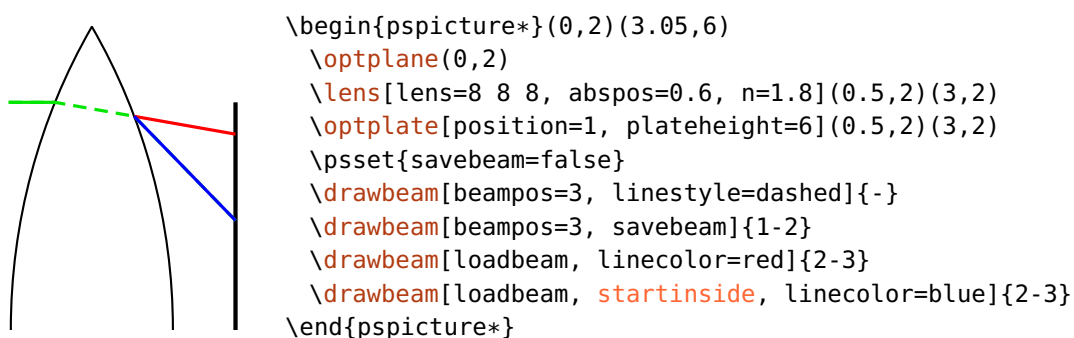 \begin{pspicture*}(0,2)(3.05,6)
  \optplane(0,2)
  \lens[lens=8 8 8, abspos=0.6, n=1.8](0.5,2)(3,2)
  \optplate[position=1, plateheight=6](0.5,2)(3,2)
  \psset{savebeam=false}
  \drawbeam[beampos=3, linestyle=dashed]{-}
  \drawbeam[beampos=3, savebeam]{1-2}
  \drawbeam[loadbeam, linecolor=red]{2-3}
  \drawbeam[loadbeam, startinside, linecolor=blue]{2-3}
\end{pspicture*}